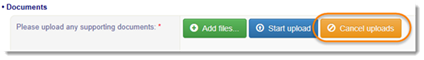 • Documents
Please upload any supporting documents: * Add files... Start upload Cancel uploads